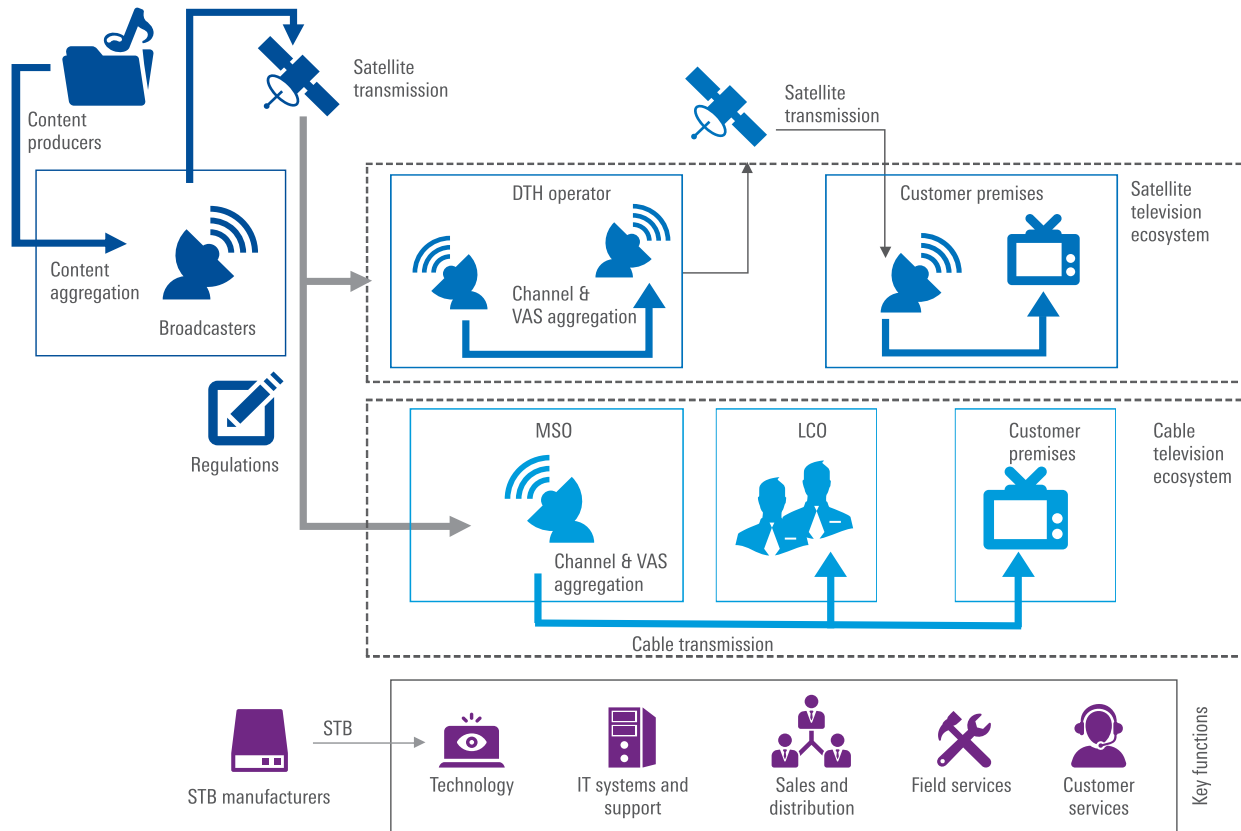 Content
producers
Satellite
transmission
Satellite
transmission
Content
aggregation
Broadcasters
DTH operator
Channel &
VAS aggregation
Customer premises
Satellite
television
ecosystem
Regulations
MSO
Channel & VAS
aggregation
LCO
Customer
premises
Cable
television
ecosystem
Cable transmission
STB manufacturers
STB
Technology
IT systems and
support
Sales and
distribution
Field services
Customer
services
Key functions